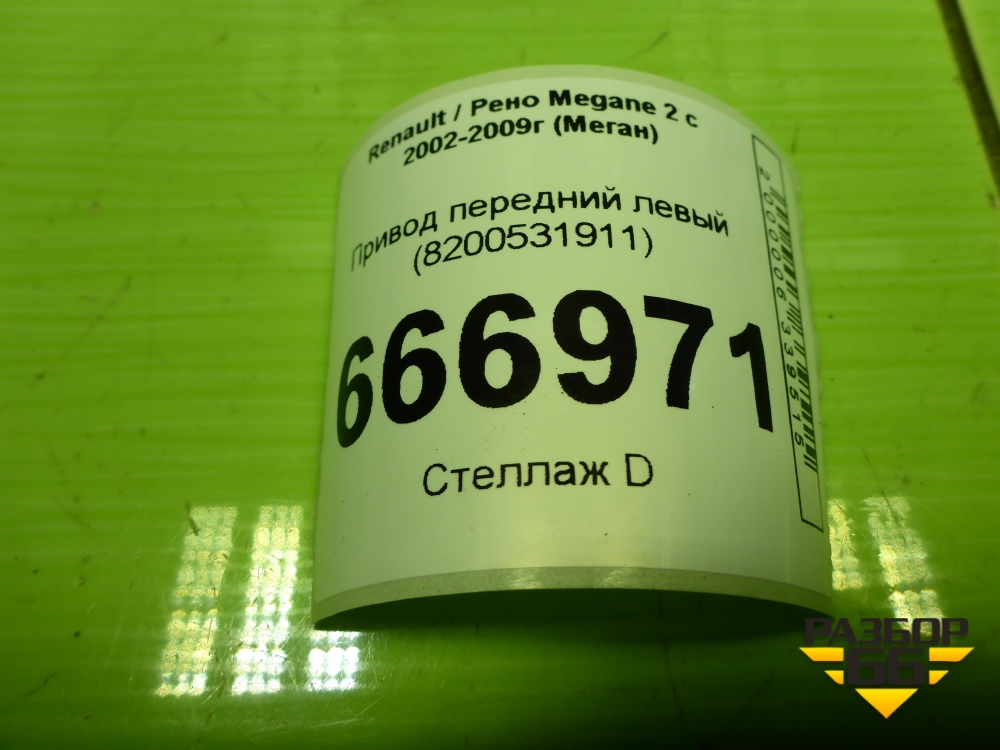 Renault / Рено Megane 2 с
2002-2009г (Меган)
Привод передний левый
(8200531911)
666971
Стеллаж D
2000006339515
РАЗБОР
66